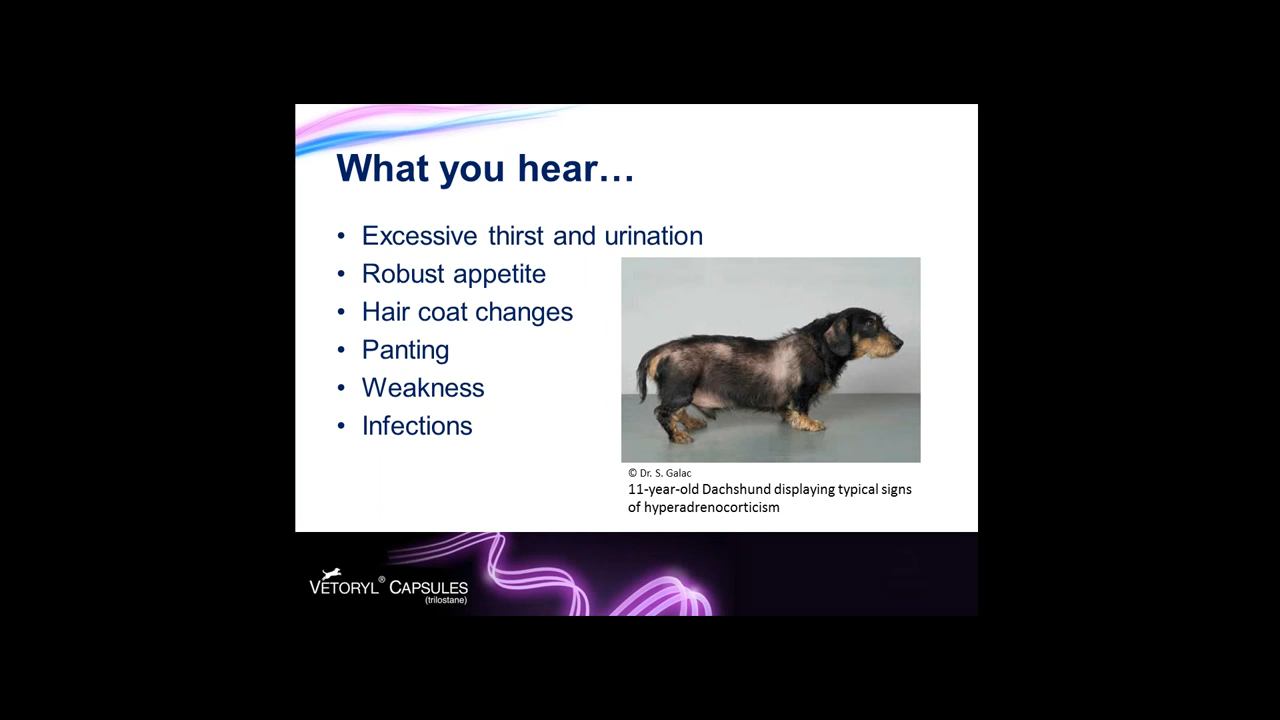 What you hear…
• Excessive thirst and urination
• Robust appetite
• Hair coat changes
• Panting
• Weakness
• Infections
© Dr. S. Galac
11-year-old Dachshund displaying typical signs
of hyperadrenocorticism
VETORYL® CAPSULES
(trilostane)